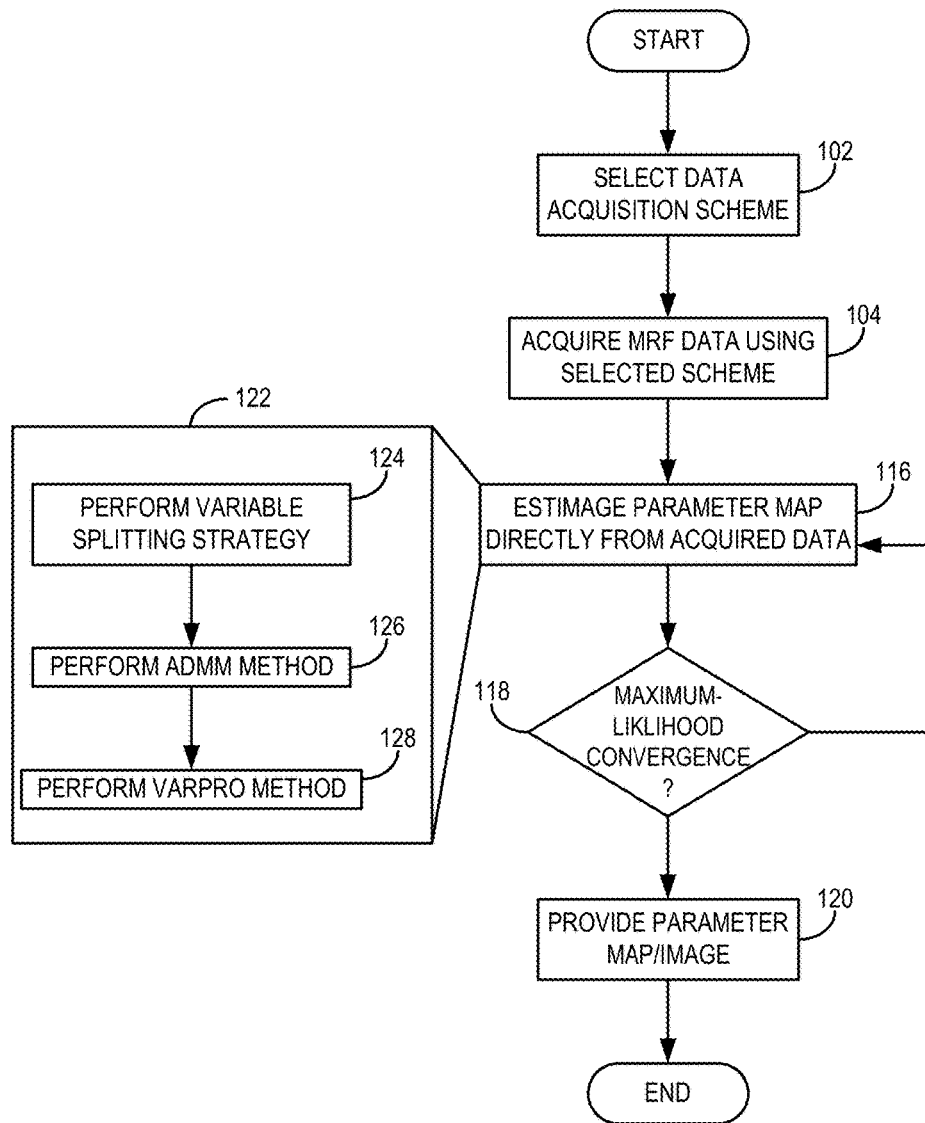 START
102
SELECT DATA
ACQUISITION SCHEME
104
ACQUIRE MRF DATA USING
SELECTED SCHEME
122
124
PERFORM VARIABLE
SPLITTING STRATEGY
126
PERFORM ADMM METHOD
128
PERFORM VARPRO METHOD
116
ESTIMAGE PARAMETER MAP
DIRECTLY FROM ACQUIRED DATA
118
MAXIMUM-
LIKLIHOOD
CONVERGENCE
?
120
PROVIDE PARAMETER
MAP/IMAGE
END